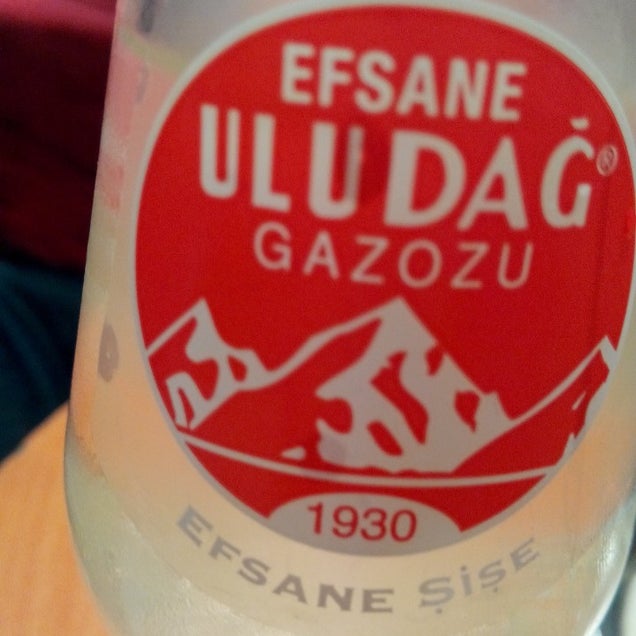 EFSANE
ULUDAĞ®
GAZOZU
1930
EFSANE ŞİŞE